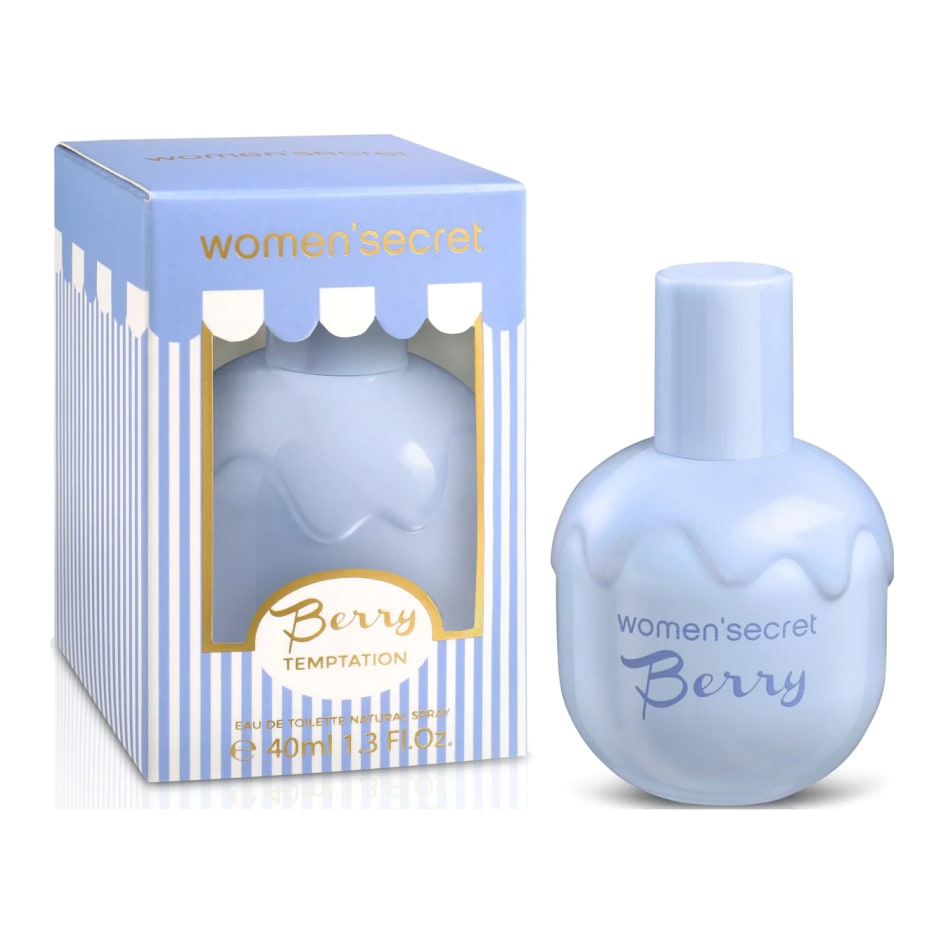 women'secret
women'secret
Berry
TEMPTATION
EAU DE TOILETTE NATURAL SPRAY
℮ 40ml 1.3 Fl.Oz.
women'secret
Berry